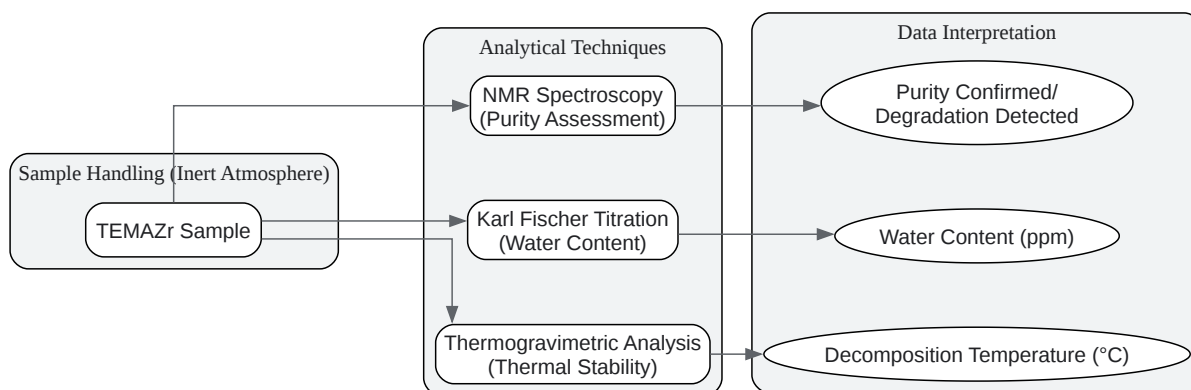 Sample Handling (Inert Atmosphere)
TEMAZr Sample
Analytical Techniques
NMR Spectroscopy
(Purity Assessment)
Karl Fischer Titration
(Water Content)
Thermogravimetric Analysis
(Thermal Stability)
Data Interpretation
Purity Confirmed/
Degradation Detected
Water Content (ppm)
Decomposition Temperature (°C)